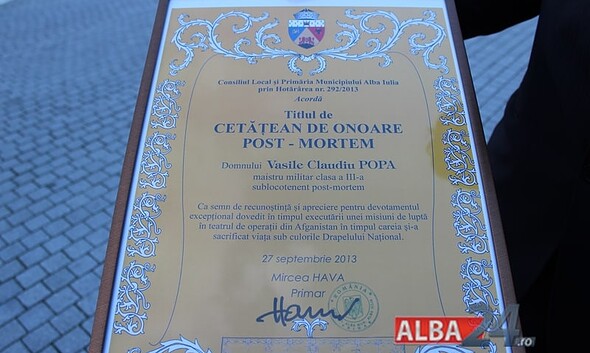 Consiliul Local și Primăria Municipiului Alba Iulia
prin Hotărârea nr. 292/2013
Acordă
Titlul de
CETĂȚEAN DE ONOARE
POST - MORTEM
Domnului Vasile Claudiu POPA
maistru militar clasa a III-a
sublocotenent post-mortem
Ca semn de recunoștință și apreciere pentru devotamentul
excepțional dovedit în timpul executării unei misiuni de luptă
în teatrul de operații din Afganistan în timpul careia și-a
sacrificat viața sub culorile Drapelului Național.
27 septembrie 2013
Mircea HAVA
Primar
ROMÂNIA
ALBA24.ro